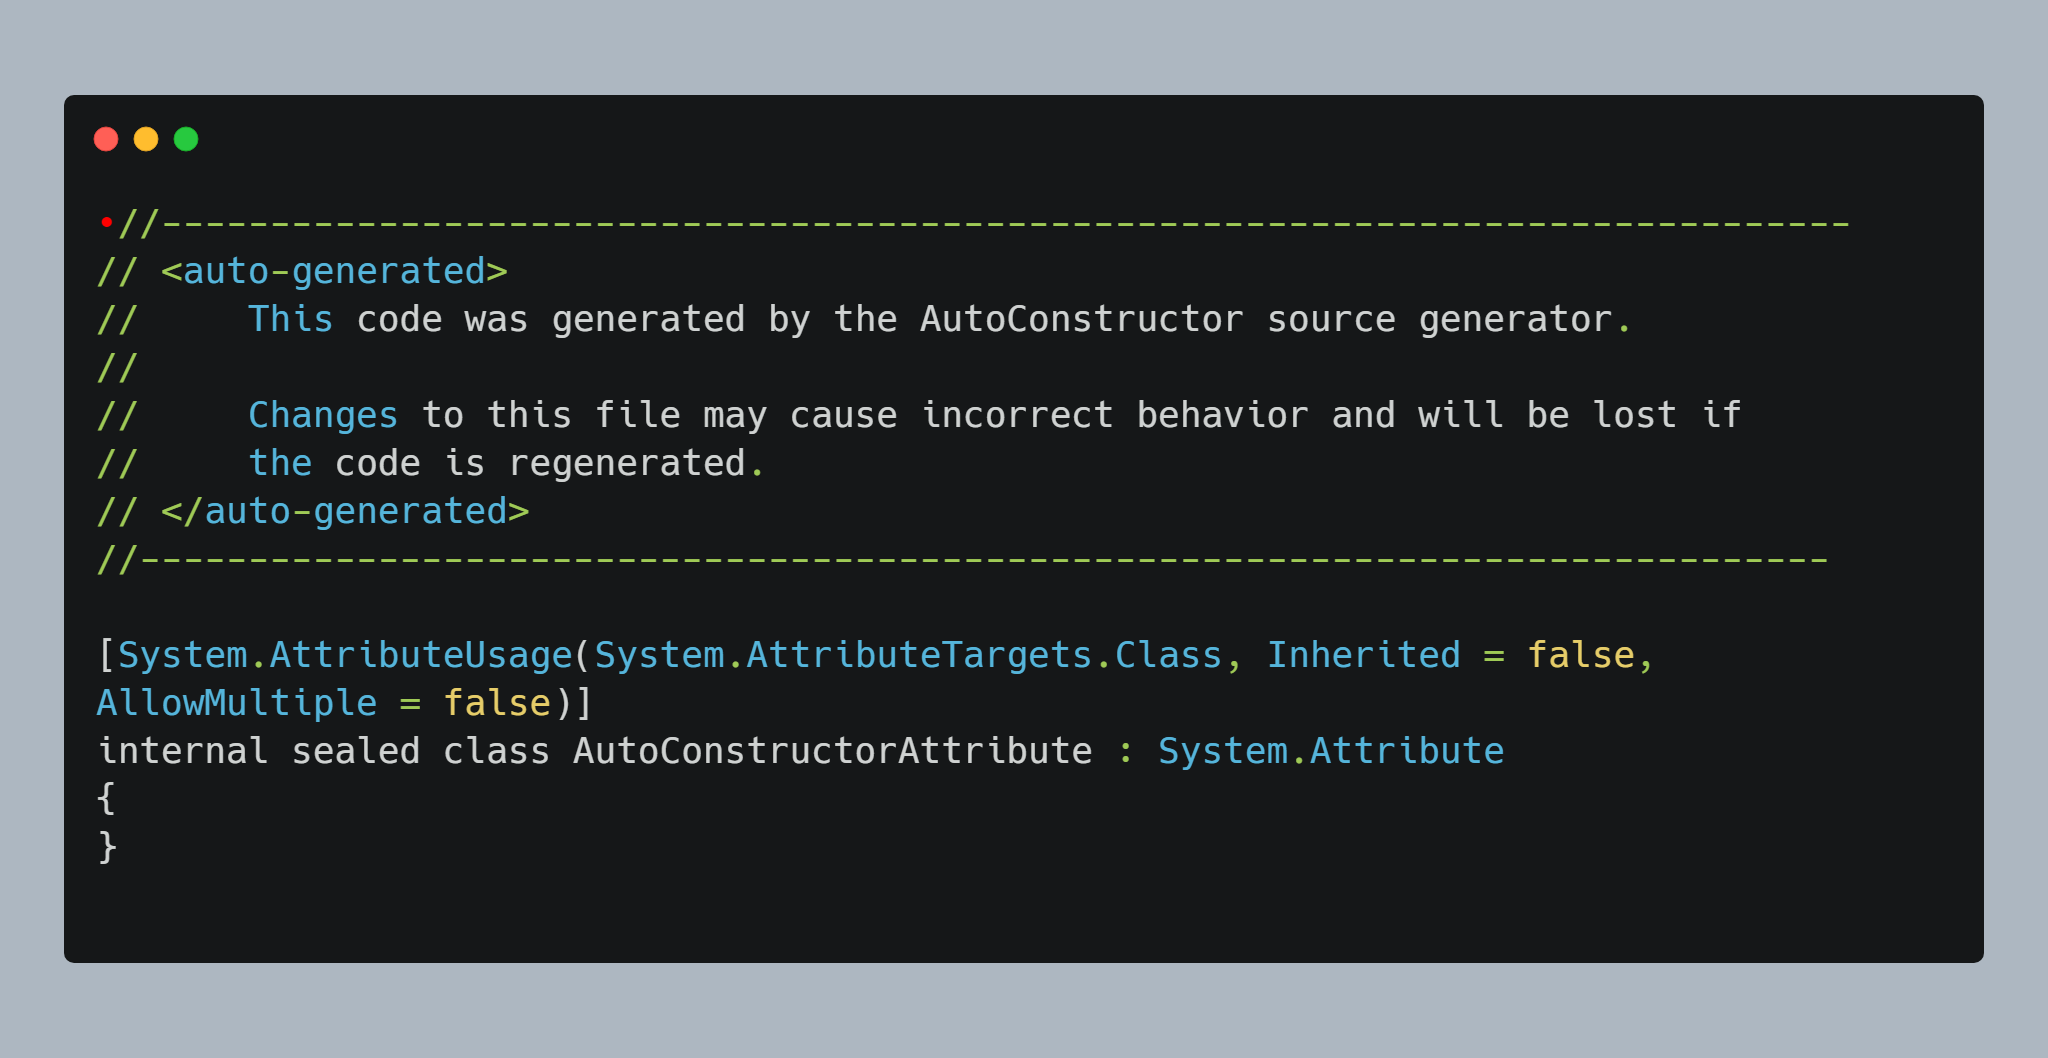 •//------------------------------------------------------------------------------
// <auto-generated>
//     This code was generated by the AutoConstructor source generator.
//
//     Changes to this file may cause incorrect behavior and will be lost if
//     the code is regenerated.
// </auto-generated>
//------------------------------------------------------------------------------

[System.AttributeUsage(System.AttributeTargets.Class, Inherited = false,
AllowMultiple = false)]
internal sealed class AutoConstructorAttribute : System.Attribute
{
}